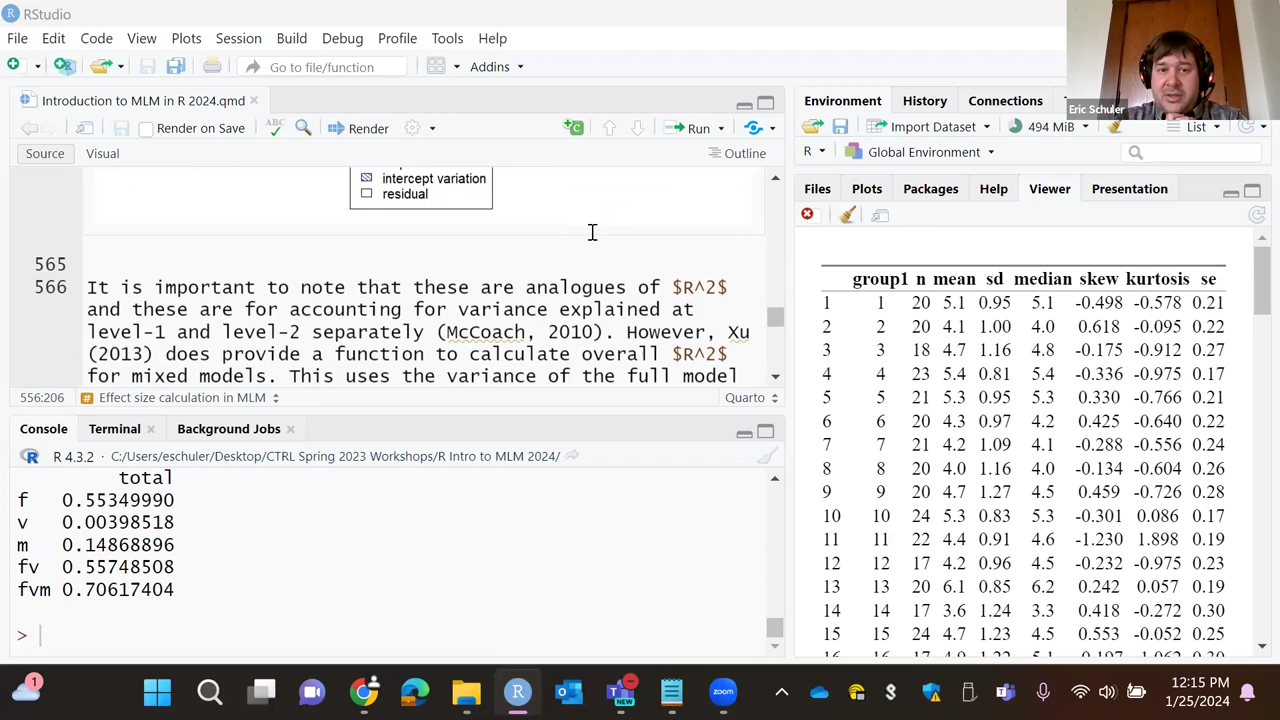 RStudio
File Edit Code View Plots Session Build Debug Profile Tools Help
Go to file/function Addins
Introduction to MLM in R 2024.qmd
Render on Save Render Run
Source Visual Outline
intercept variation
residual
565
566 It is important to note that these are analogues of $R^2$
and these are for accounting for variance explained at
level-1 and level-2 separately (McCoach, 2010). However, Xu
(2013) does provide a function to calculate overall $R^2$
for mixed models. This uses the variance of the full model
556:206 Effect size calculation in MLM Quarto
Console Terminal Background Jobs
R 4.3.2 · C:/Users/eschuler/Desktop/CTRL Spring 2023 Workshops/R Intro to MLM 2024/
total
f 0.55349990
v 0.00398518
m 0.14868896
fv 0.55748508
fvm 0.70617404
>
Eric Schuler
Environment History Connections
Import Dataset 494 MiB List
R Global Environment
Files Plots Packages Help Viewer Presentation
group1 n mean sd median skew kurtosis se
1 1 20 5.1 0.95 5.1 -0.498 -0.578 0.21
2 2 20 4.1 1.00 4.0 0.618 -0.095 0.22
3 3 18 4.7 1.16 4.8 -0.175 -0.912 0.27
4 4 23 5.4 0.81 5.4 -0.336 -0.975 0.17
5 5 21 5.3 0.95 5.3 0.330 -0.766 0.21
6 6 20 4.3 0.97 4.2 0.425 -0.640 0.22
7 7 21 4.2 1.09 4.1 -0.288 -0.556 0.24
8 8 20 4.0 1.16 4.0 -0.134 -0.604 0.26
9 9 20 4.7 1.27 4.5 0.459 -0.726 0.28
10 10 24 5.3 0.83 5.3 -0.301 0.086 0.17
11 11 22 4.4 0.91 4.6 -1.230 1.898 0.19
12 12 17 4.2 0.96 4.5 -0.232 -0.975 0.23
13 13 20 6.1 0.85 6.2 0.242 0.057 0.19
14 14 17 3.6 1.24 3.3 0.418 -0.272 0.30
15 15 24 4.7 1.23 4.5 0.553 -0.052 0.25
1
NEW
zoom
12:15 PM
1/25/2024